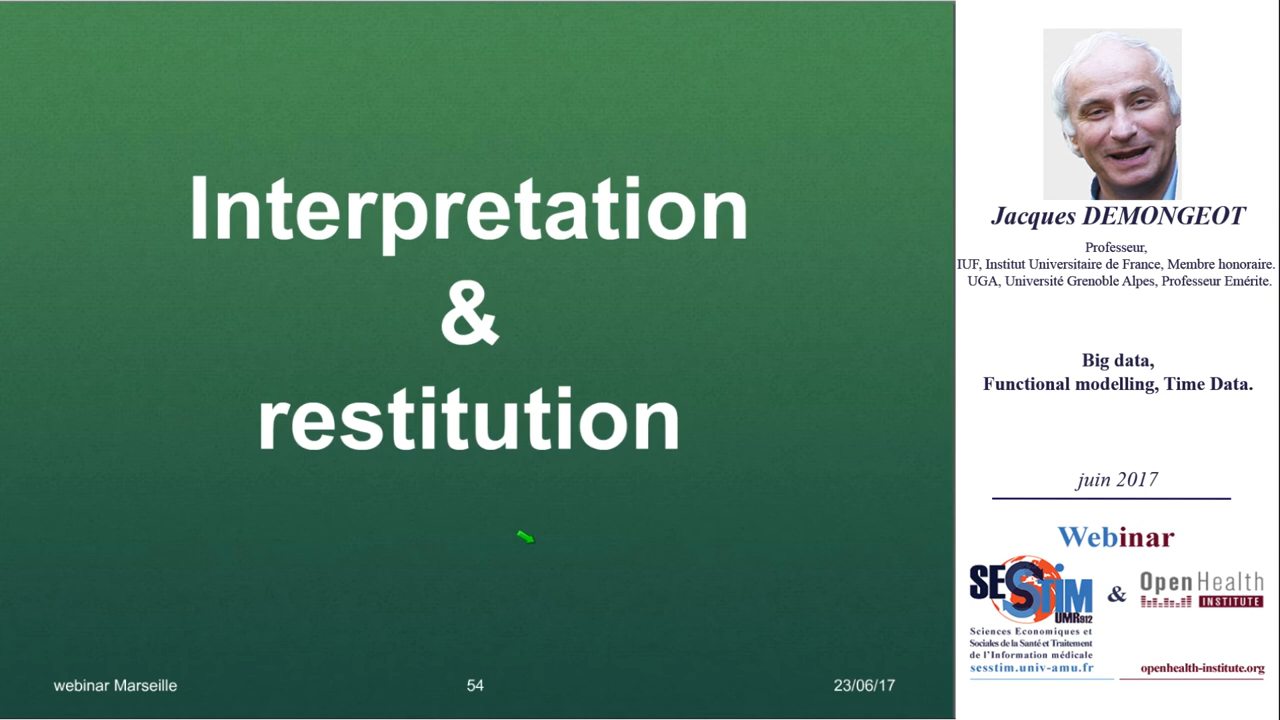 Interpretation
&
restitution
webinar Marseille
54
23/06/17
Jacques DEMONGEOT
Professeur,
IUF, Institut Universitaire de France, Membre honoraire.
UGA, Université Grenoble Alpes, Professeur Emérite.
Big data,
Functional modelling, Time Data.
juin 2017
Webinar
SESSTIM
UMR912
Sciences Economiques et
Sociales de la Santé et Traitement
de l'Information médicale
sesstim.univ-amu.fr
&
OpenHealth
INSTITUTE
openhealth-institute.org